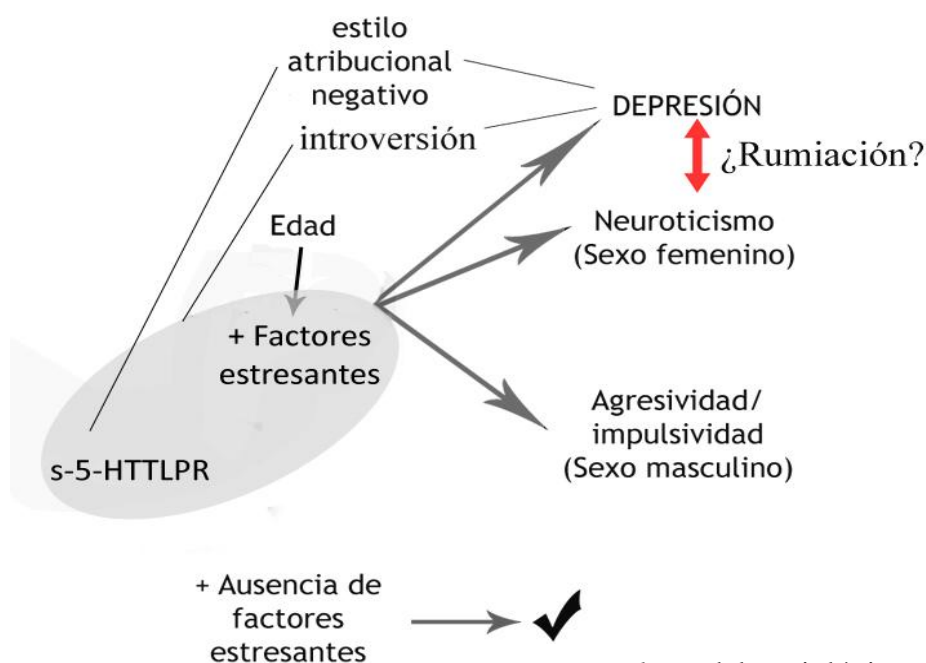 estilo
atribucional
negativo
introversión
DEPRESIÓN
¿Rumiación?
Edad
Neuroticismo
(Sexo femenino)
+ Factores
estresantes
Agresividad/
impulsividad
(Sexo masculino)
s-5-HTTLPR
+ Ausencia de
factores
estresantes